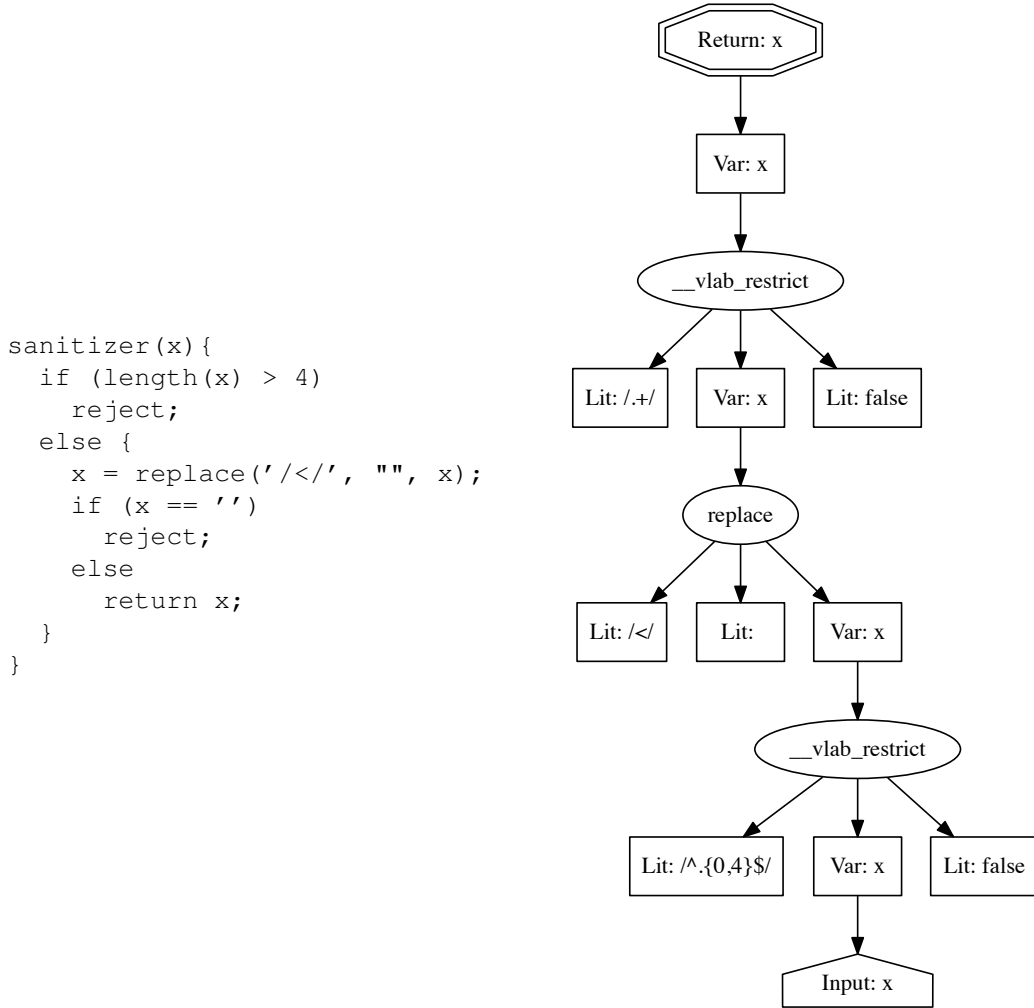 sanitizer(x){
if (length(x) > 4)
reject;
else {
x = replace('/</', "", x);
if (x == '')
reject;
else
return x;
}
}
Return: x
Var: x
__vlab_restrict
Lit: /.+/
Var: x
Lit: false
replace
Lit: /</
Lit:
Var: x
__vlab_restrict
Lit: /^.{0,4}$/
Var: x
Lit: false
Input: x